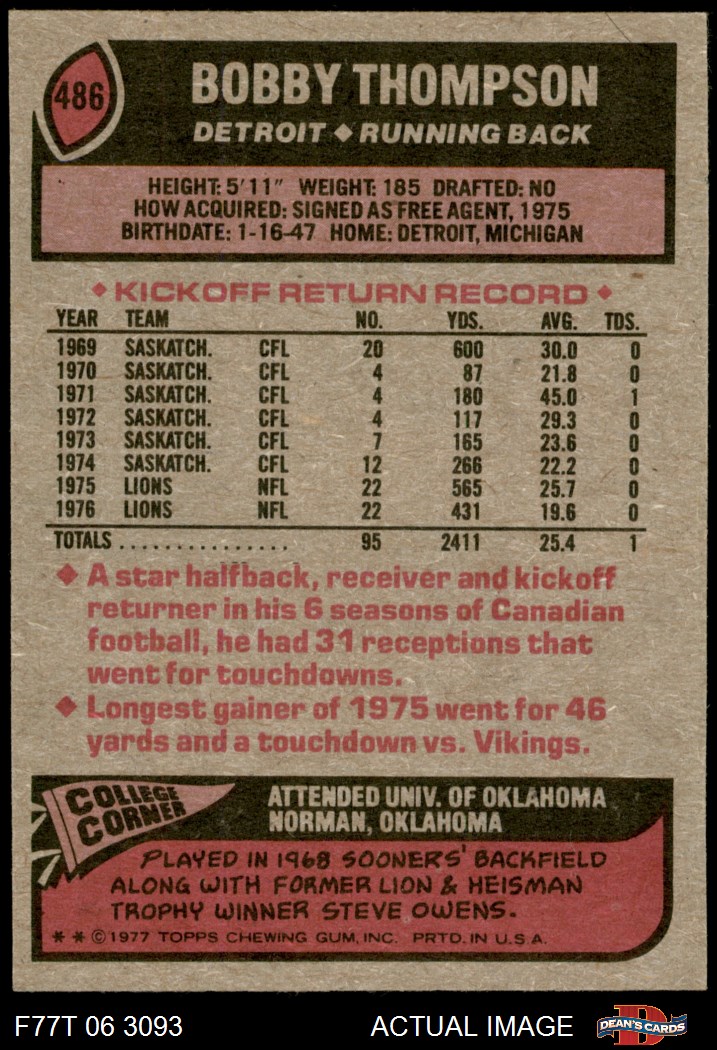 486
BOBBY THOMPSON
DETROIT ◆ RUNNING BACK
HEIGHT: 5'11" WEIGHT: 185 DRAFTED: NO
HOW ACQUIRED: SIGNED AS FREE AGENT, 1975
BIRTHDATE: 1-16-47 HOME: DETROIT, MICHIGAN
◆ KICKOFF RETURN RECORD ◆
YEAR TEAM NO. YDS. AVG. TDS.
1969 SASKATCH. CFL 20 600 30.0 0
1970 SASKATCH. CFL 4 87 21.8 0
1971 SASKATCH. CFL 4 180 45.0 1
1972 SASKATCH. CFL 4 117 29.3 0
1973 SASKATCH. CFL 7 165 23.6 0
1974 SASKATCH. CFL 12 266 22.2 0
1975 LIONS NFL 22 565 25.7 0
1976 LIONS NFL 22 431 19.6 0
TOTALS ................ 95 2411 25.4 1
◆ A star halfback, receiver and kickoff
returner in his 6 seasons of Canadian
football, he had 31 receptions that
went for touchdowns.
◆ Longest gainer of 1975 went for 46
yards and a touchdown vs. Vikings.
COLLEGE
CORNER
ATTENDED UNIV. OF OKLAHOMA
NORMAN, OKLAHOMA
PLAYED IN 1968 SOONERS' BACKFIELD
ALONG WITH FORMER LION & HEISMAN
TROPHY WINNER STEVE OWENS.
* * © 1977 TOPPS CHEWING GUM, INC. PRTD. IN U.S.A.
F77T 06 3093 ACTUAL IMAGE
D
DEAN'S CARDS